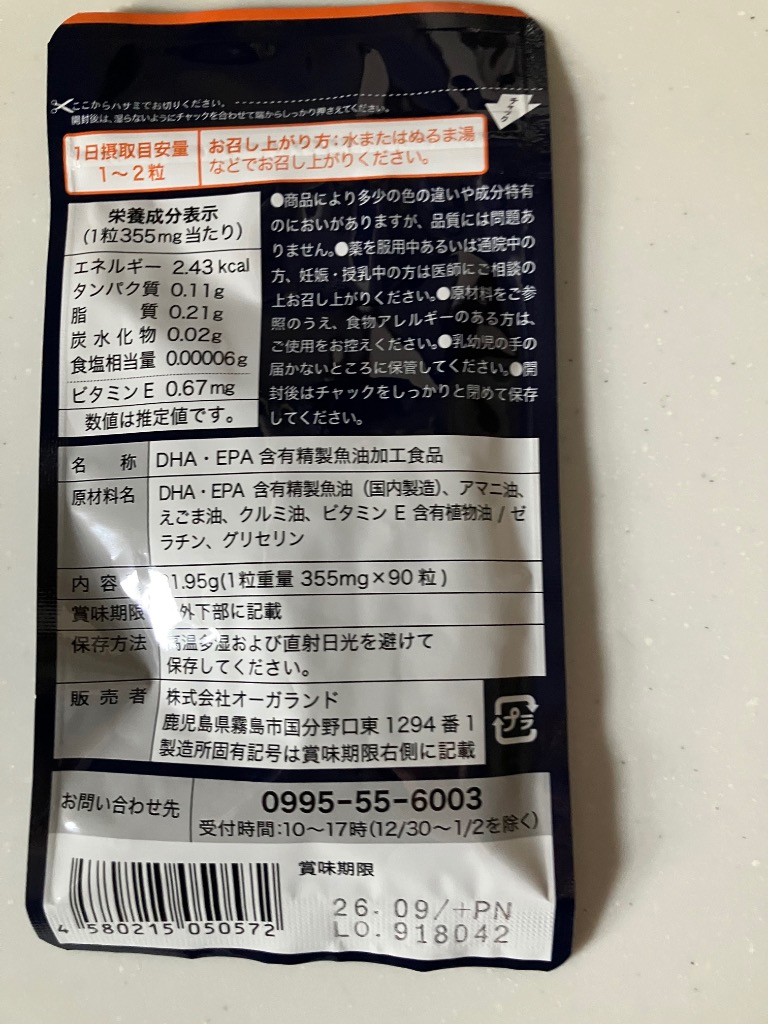 ここからハサミでお切りください。
開封後は、湿らないようにチャックを合わせて端からしっかり押さえてください。
チャック
1日摂取目安量
1～2粒
お召し上がり方：水またはぬるま湯
などでお召し上がりください。
栄養成分表示
(1粒355mg当たり)
エネルギー 2.43kcal
タンパク質 0.11g
脂質 0.21g
炭水化物 0.02g
食塩相当量 0.00006g
ビタミンE 0.67mg
数値は推定値です。
●商品により多少の色の違いや成分特有
のにおいがありますが、品質には問題あ
りません。●薬を服用中あるいは通院中の
方、妊娠・授乳中の方は医師にご相談の
上お召し上がりください。●原材料をご参
照のうえ、食物アレルギーのある方は、
ご使用をお控えください。●乳幼児の手の
届かないところに保管してください。●開
封後はチャックをしっかりと閉めて保存
してください。
名称 DHA・EPA 含有精製魚油加工食品
原材料名 DHA・EPA 含有精製魚油（国内製造）、アマニ油、
えごま油、クルミ油、ビタミン E 含有植物油 / ゼ
ラチン、グリセリン
内容 1.95g(1粒重量 355mg×90粒)
賞味期限 外下部に記載
保存方法 高温多湿および直射日光を避けて
保存してください。
販売者 株式会社オーガランド
鹿児島県霧島市国分野口東 1294 番 1
製造所固有記号は賞味期限右側に記載
プラ
お問い合わせ先 0995-55-6003
受付時間:10～17時(12/30～1/2を除く)
賞味期限
26. 09/+PN
LO. 918042
4 580215 050572